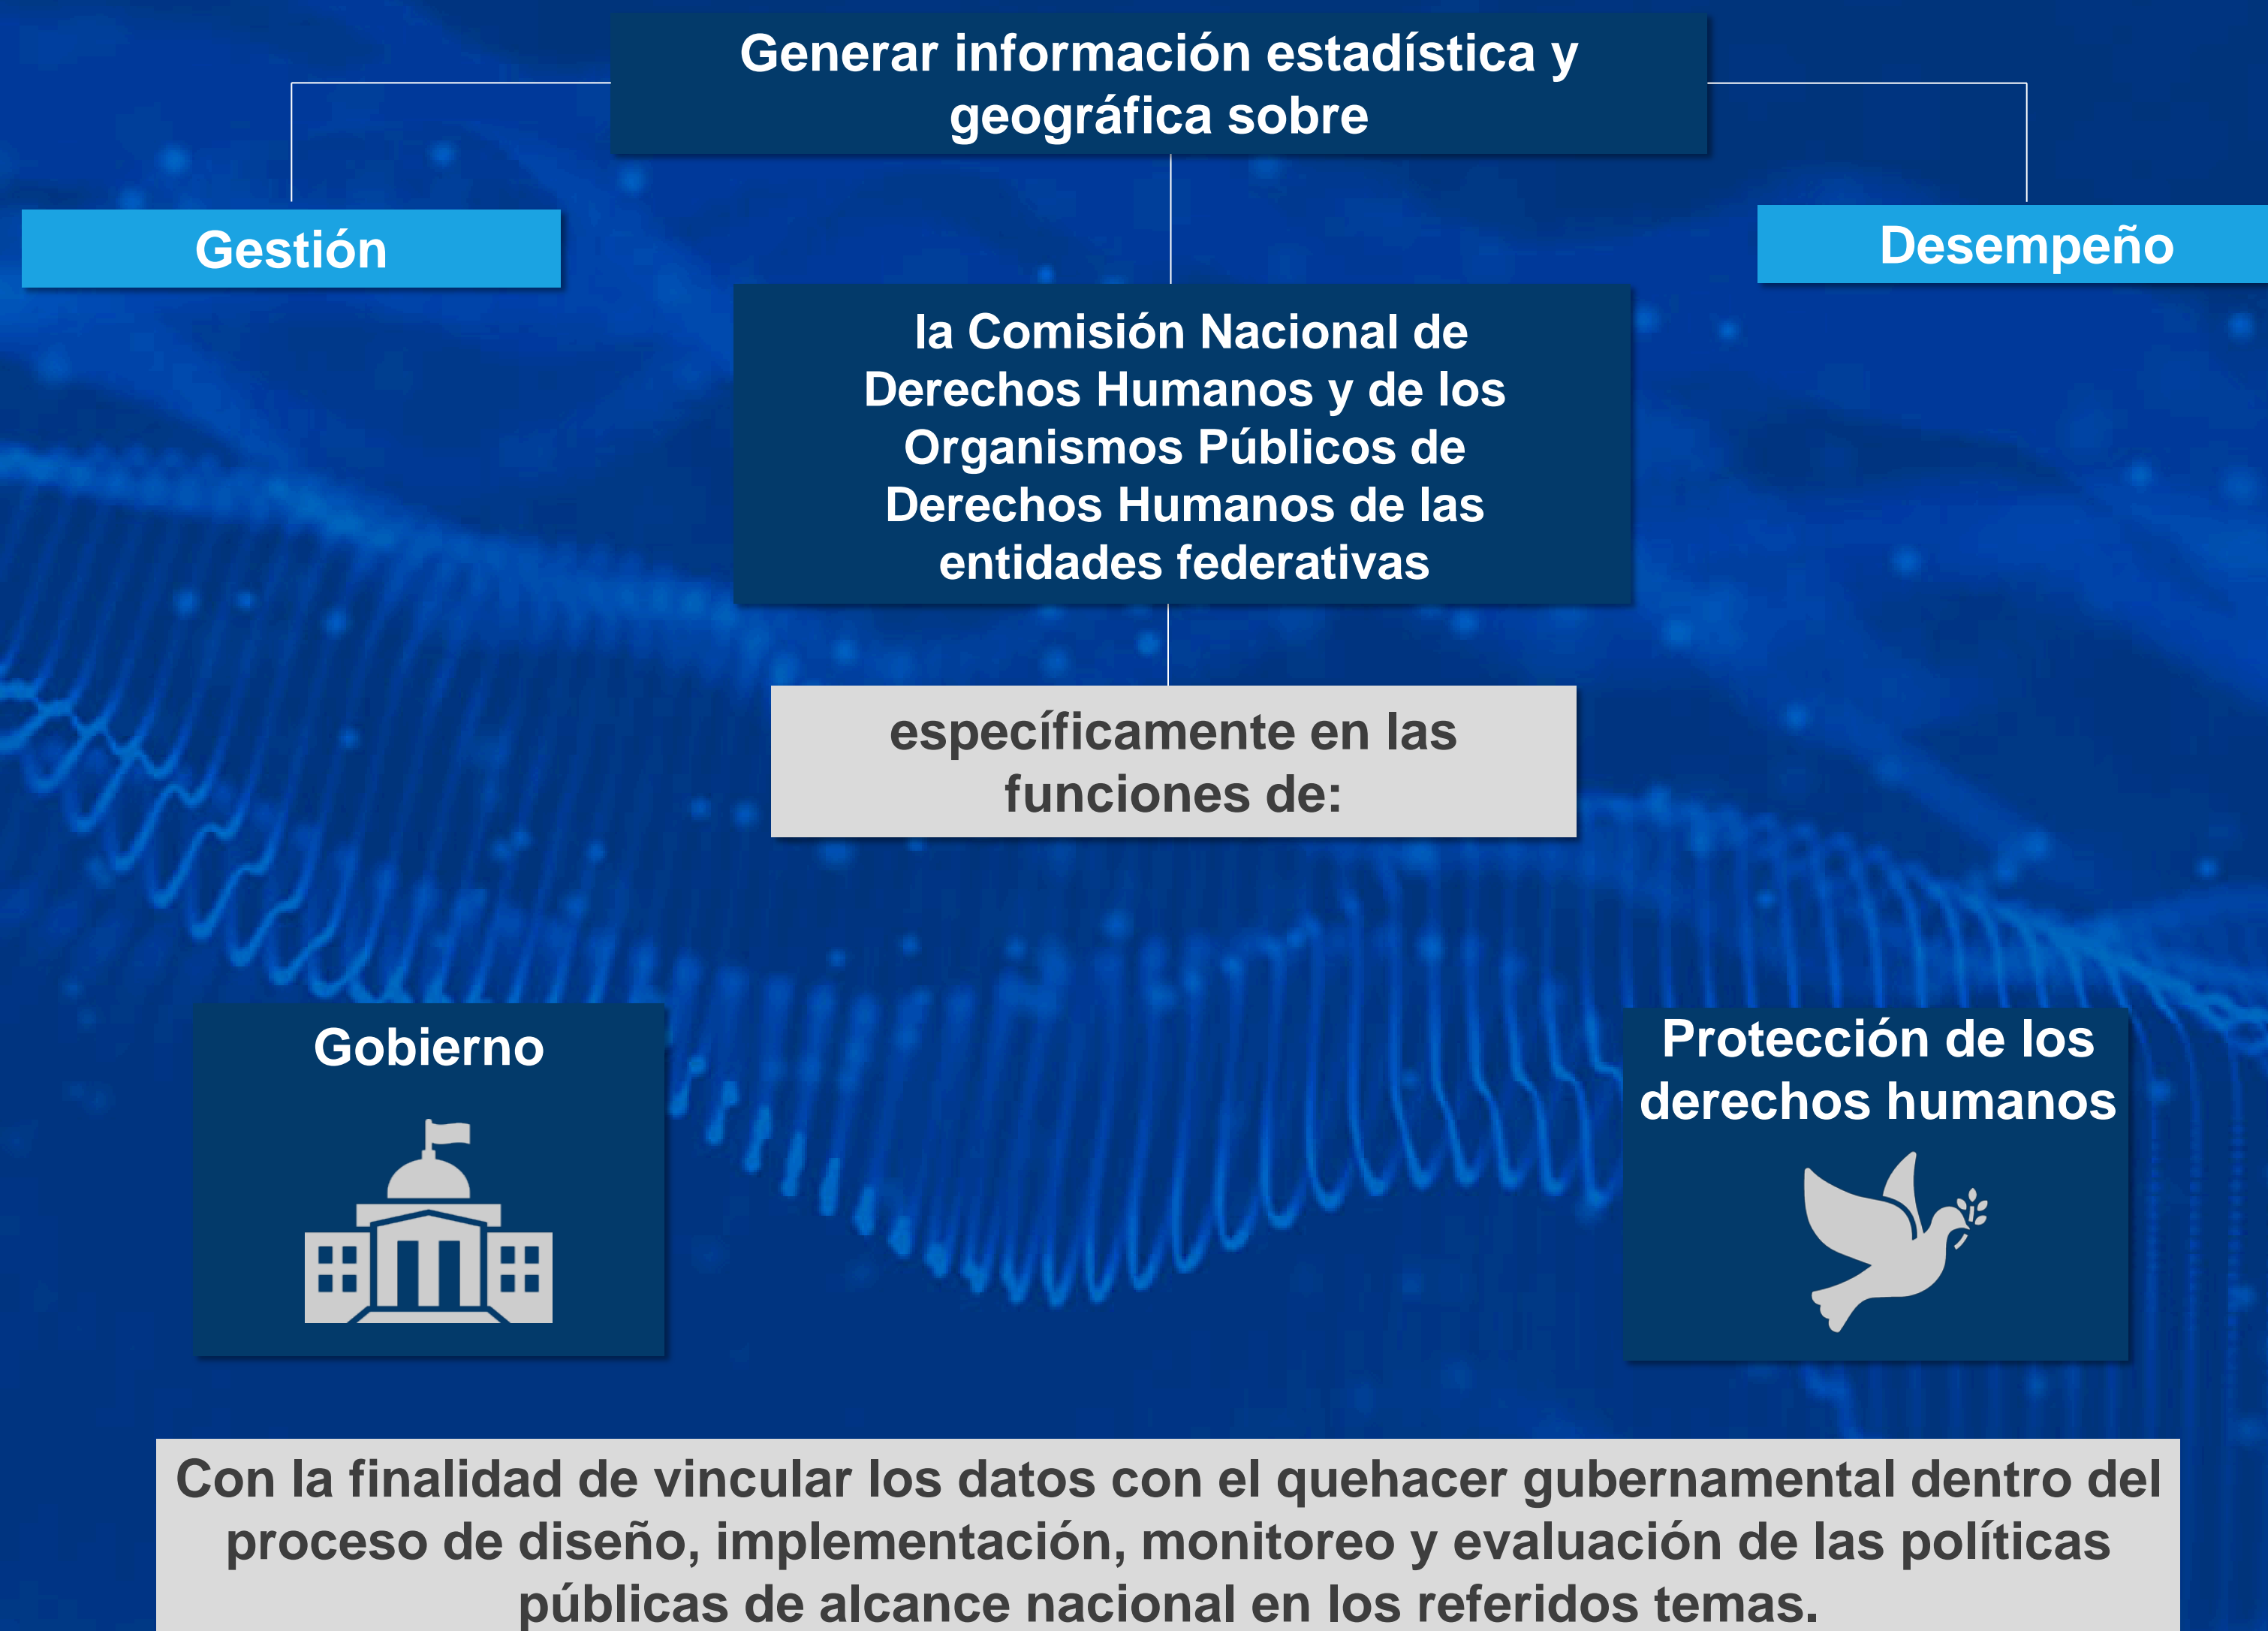 Generar información estadística y
geográfica sobre
Gestión
Desempeño
la Comisión Nacional de
Derechos Humanos y de los
Organismos Públicos de
Derechos Humanos de las
entidades federativas
específicamente en las
funciones de:
Gobierno
Protección de los
derechos humanos
Con la finalidad de vincular los datos con el quehacer gubernamental dentro del
proceso de diseño, implementación, monitoreo y evaluación de las políticas
públicas de alcance nacional en los referidos temas.